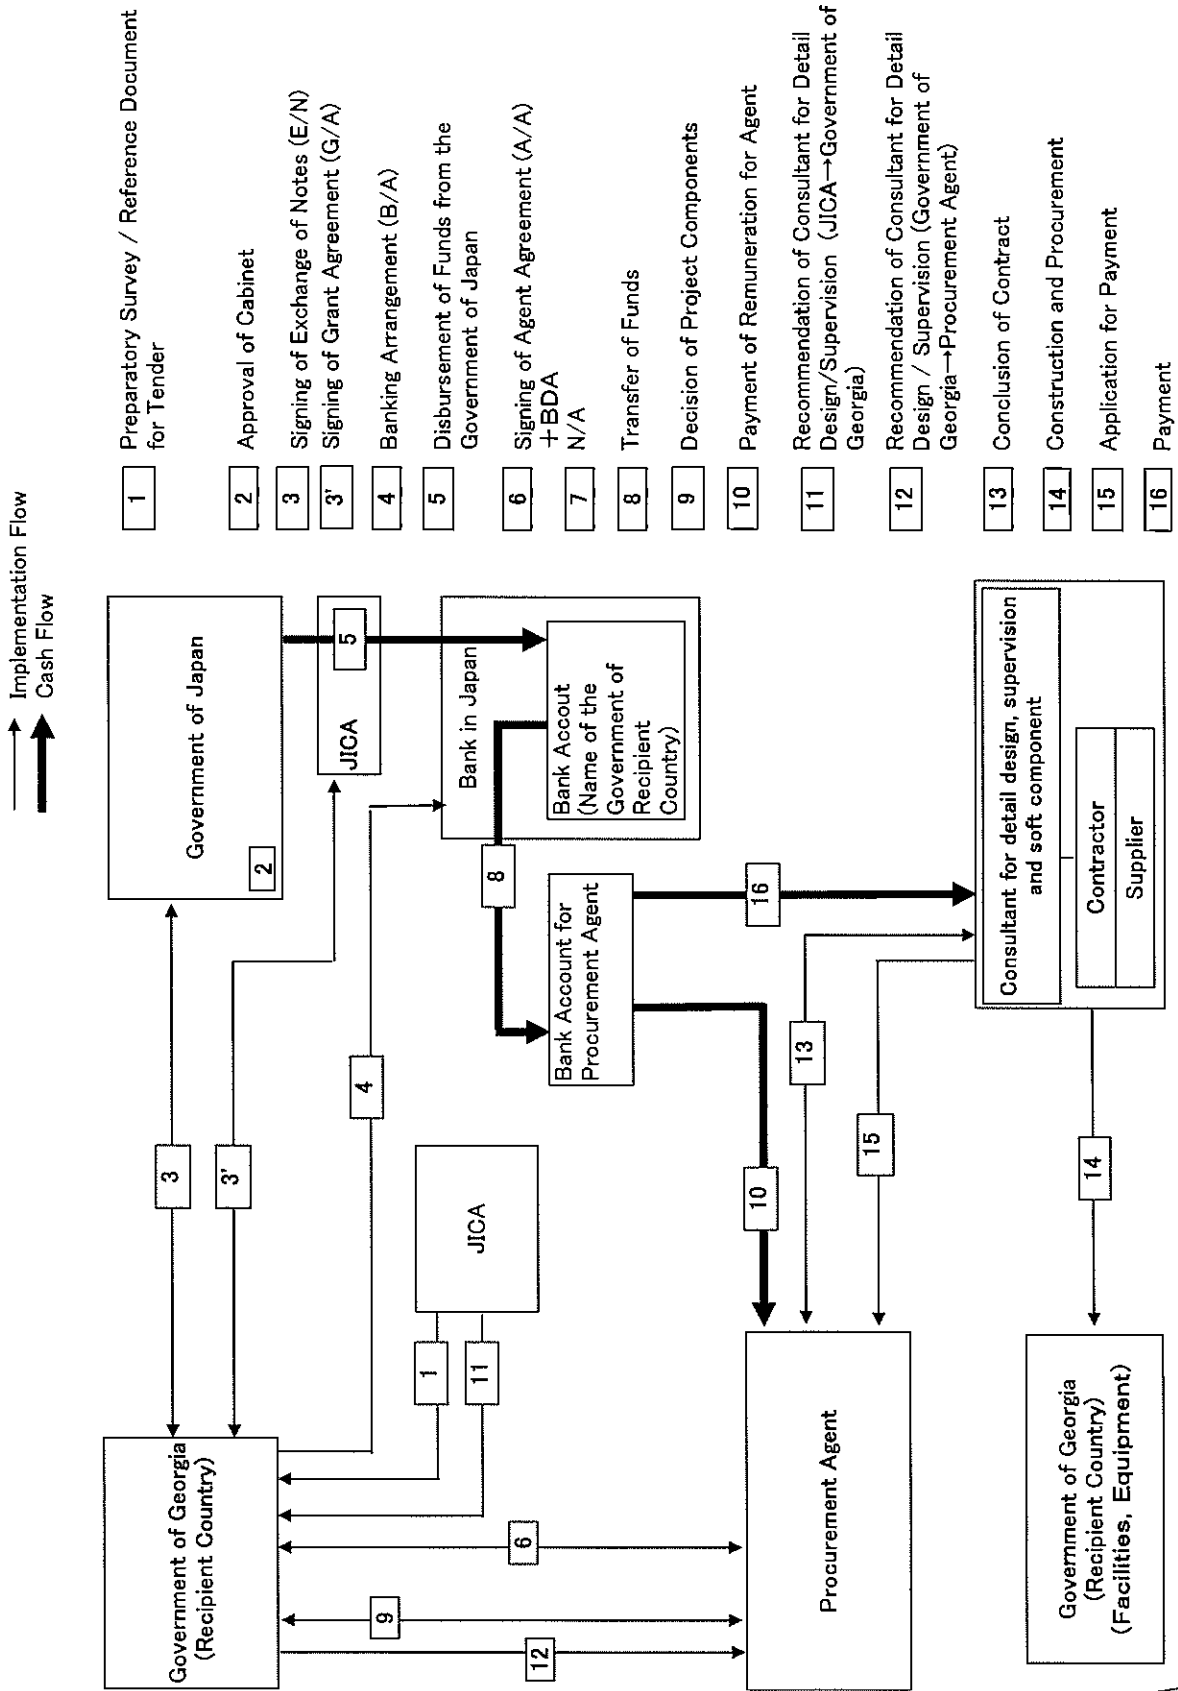 Implementation Flow
Cash Flow
Government of Georgia
(Recipient Country)
3
3'
4
1
11
JICA
Government of Japan
2
JICA
5
Bank in Japan
Bank Accout
(Name of the
Government of
Recipient
Country)
8
Bank Account for
Procurement Agent
9
12
6
10
16
13
15
Procurement Agent
Consultant for detail design, supervision
and soft component
Contractor
Supplier
14
Government of Georgia
(Recipient Country)
(Facilities, Equipment)
1 Preparatory Survey / Reference Document
for Tender
2 Approval of Cabinet
3 Signing of Exchange of Notes (E/N)
3' Signing of Grant Agreement (G/A)
4 Banking Arrangement (B/A)
5 Disbursement of Funds from the
Government of Japan
6 Signing of Agent Agreement (A/A)
+BDA
7 N/A
8 Transfer of Funds
9 Decision of Project Components
10 Payment of Remuneration for Agent
11 Recommendation of Consultant for Detail
Design/Supervision (JICA→Government of
Georgia)
12 Recommendation of Consultant for Detail
Design / Supervision (Government of
Georgia→Procurement Agent)
13 Conclusion of Contract
14 Construction and Procurement
15 Application for Payment
16 Payment